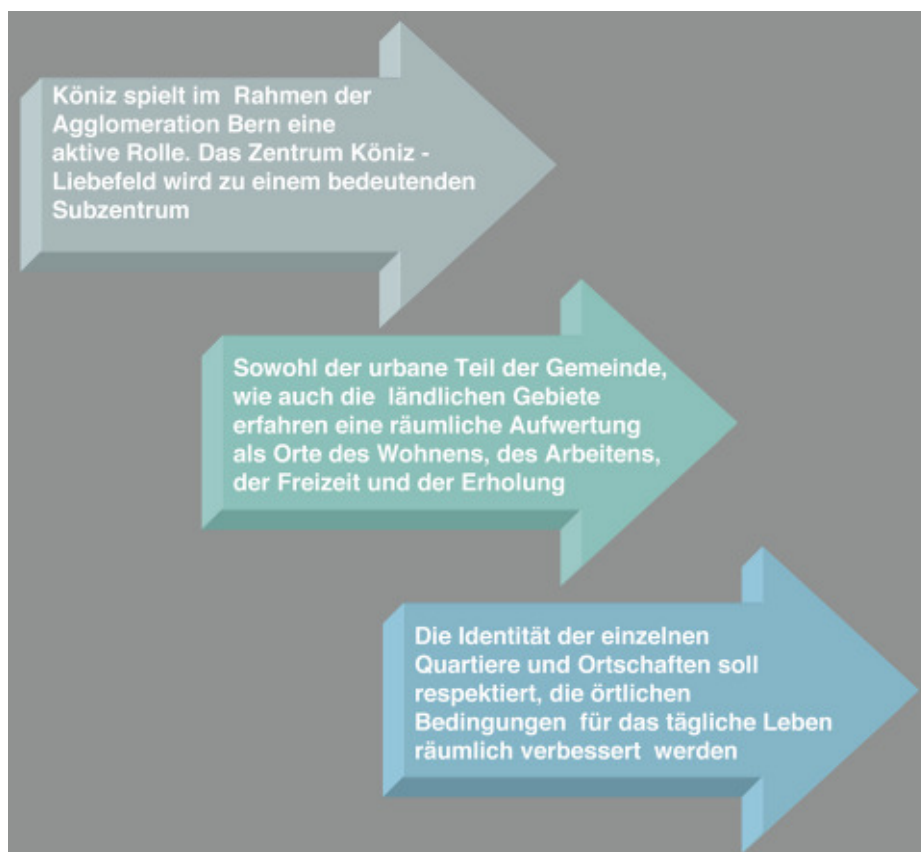 Köniz spielt im Rahmen der
Agglomeration Bern eine
aktive Rolle. Das Zentrum Köniz -
Liebefeld wird zu einem bedeutenden
Subzentrum
Sowohl der urbane Teil der Gemeinde,
wie auch die ländlichen Gebiete
erfahren eine räumliche Aufwertung
als Orte des Wohnens, des Arbeitens,
der Freizeit und der Erholung
Die Identität der einzelnen
Quartiere und Ortschaften soll
respektiert, die örtlichen
Bedingungen für das tägliche Leben
räumlich verbessert werden